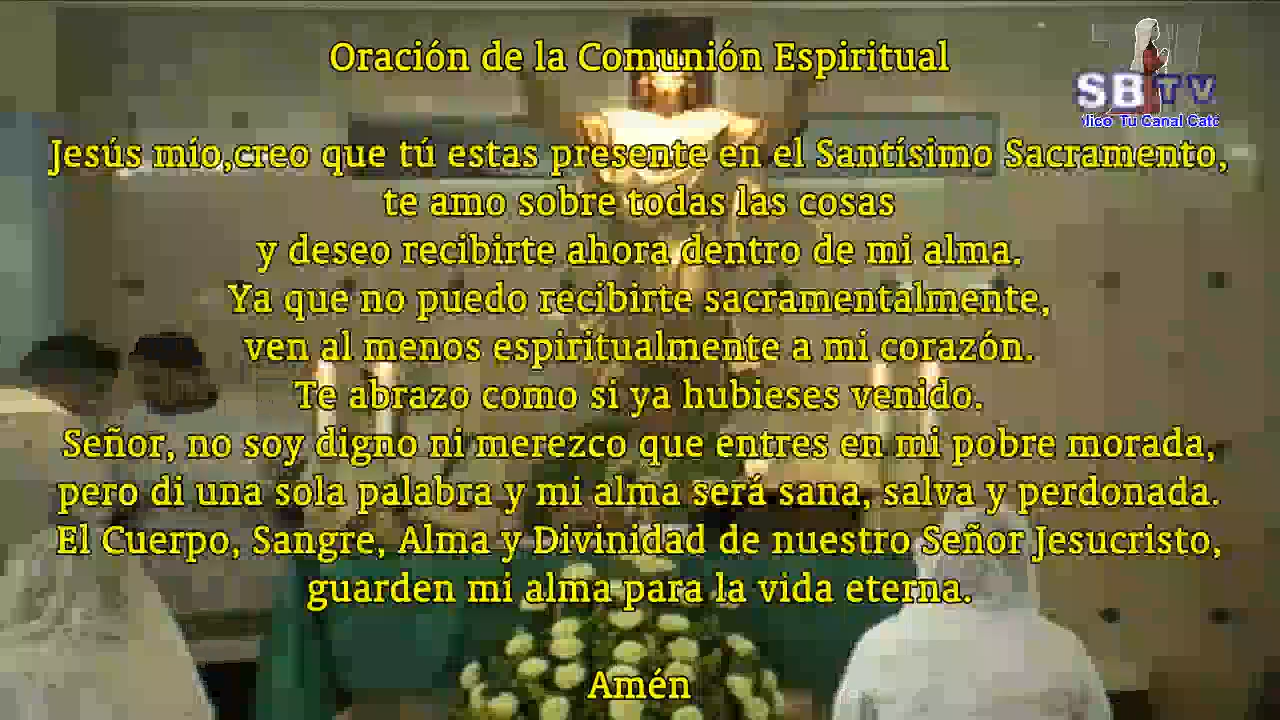 Oración de la Comunión Espiritual
SBTV
lico Tu Canal Cató
Jesús mío,creo que tú estas presente en el Santísimo Sacramento,
te amo sobre todas las cosas
y deseo recibirte ahora dentro de mi alma.
Ya que no puedo recibirte sacramentalmente,
ven al menos espiritualmente a mi corazón.
Te abrazo como si ya hubieses venido.
Señor, no soy digno ni merezco que entres en mi pobre morada,
pero di una sola palabra y mi alma será sana, salva y perdonada.
El Cuerpo, Sangre, Alma y Divinidad de nuestro Señor Jesucristo,
guarden mi alma para la vida eterna.
Amén